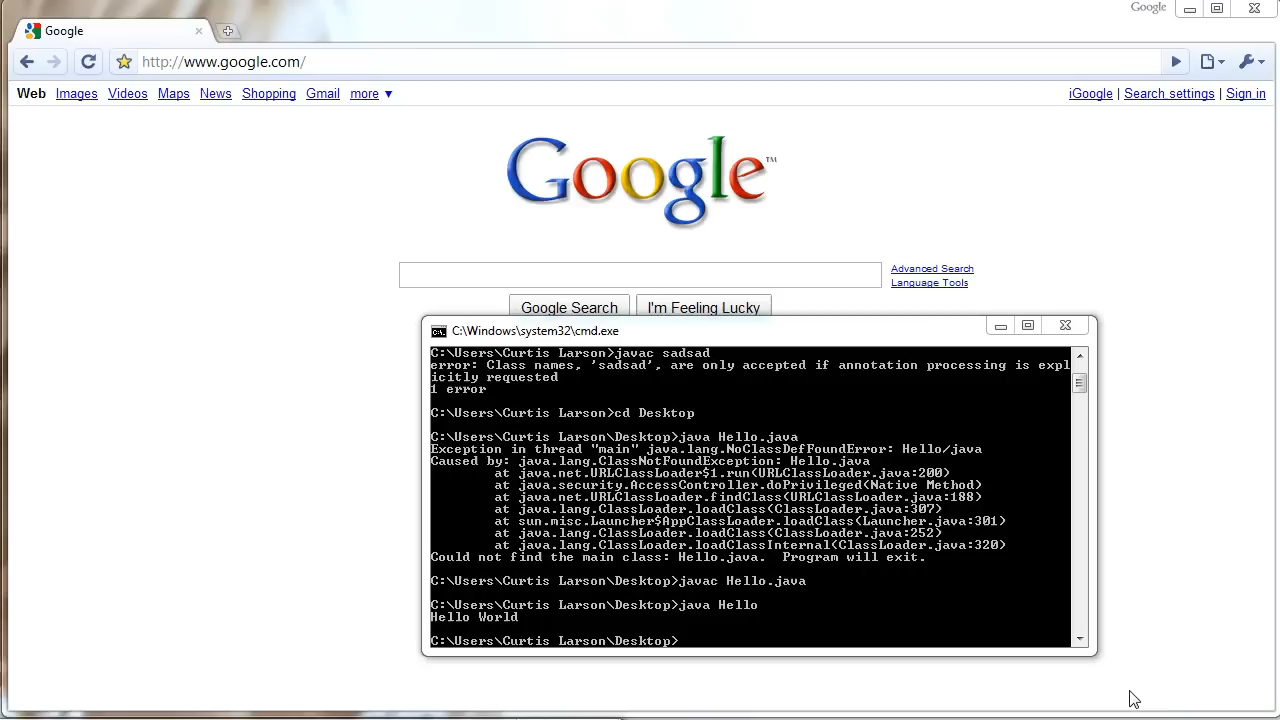 Google
Google
http://www.google.com/
Web Images Videos Maps News Shopping Gmail more ▼
iGoogle | Search settings | Sign in
Google™
Advanced Search
Language Tools
Google Search I'm Feeling Lucky
C:\Windows\system32\cmd.exe
C:\Users\Curtis Larson>javac sadsad
error: Class names, 'sadsad', are only accepted if annotation processing is expl
icitly requested
1 error
C:\Users\Curtis Larson>cd Desktop
C:\Users\Curtis Larson\Desktop>java Hello.java
Exception in thread "main" java.lang.NoClassDefFoundError: Hello/java
Caused by: java.lang.ClassNotFoundException: Hello.java
at java.net.URLClassLoader$1.run(URLClassLoader.java:200)
at java.security.AccessController.doPrivileged(Native Method)
at java.net.URLClassLoader.findClass(URLClassLoader.java:188)
at java.lang.ClassLoader.loadClass(ClassLoader.java:307)
at sun.misc.Launcher$AppClassLoader.loadClass(Launcher.java:301)
at java.lang.ClassLoader.loadClass(ClassLoader.java:252)
at java.lang.ClassLoader.loadClassInternal(ClassLoader.java:320)
Could not find the main class: Hello.java.  Program will exit.
C:\Users\Curtis Larson\Desktop>javac Hello.java
C:\Users\Curtis Larson\Desktop>java Hello
Hello World
C:\Users\Curtis Larson\Desktop>